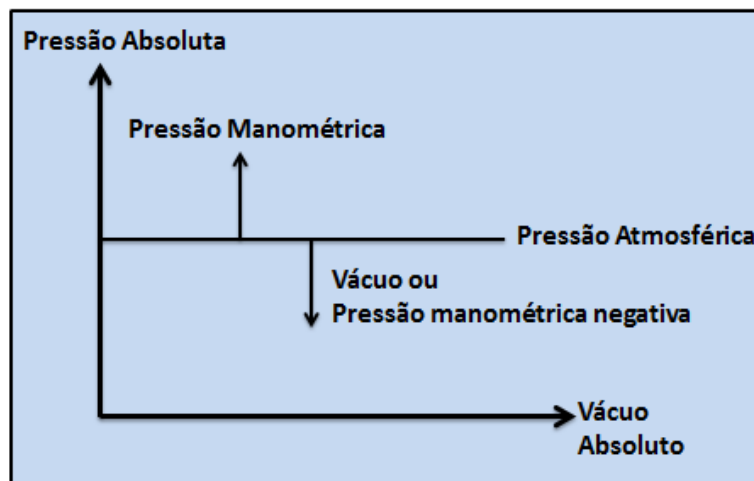 Pressão Absoluta
Pressão Manométrica
Pressão Atmosférica
Vácuo ou
Pressão manométrica negativa
Vácuo
Absoluto